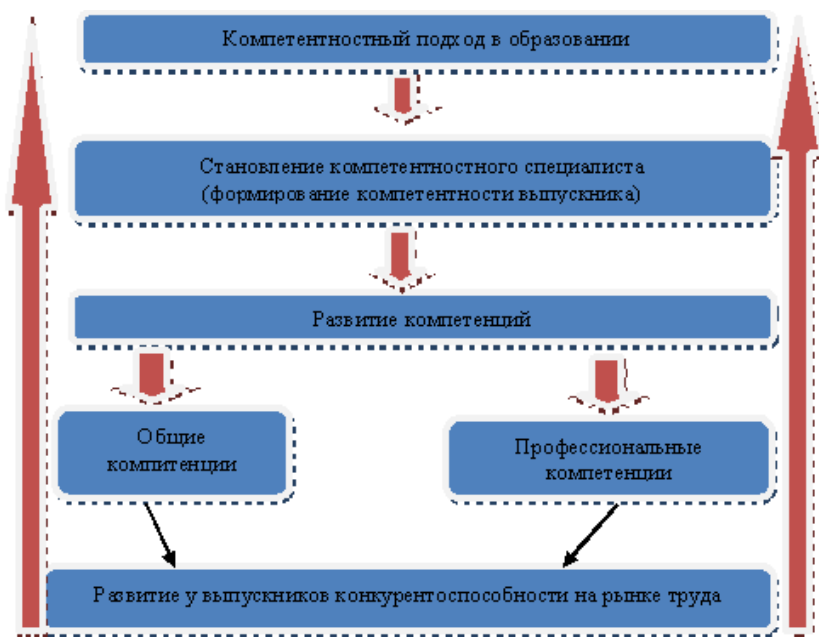 Компетентностный подход в образовании
Становление компетентностного специалиста
(формирование компетентности выпускника)
Развитие компетенций
Общие
компитенции
Профессиональные
компетенции
Развитие у выпускников конкурентоспособности на рынке труда